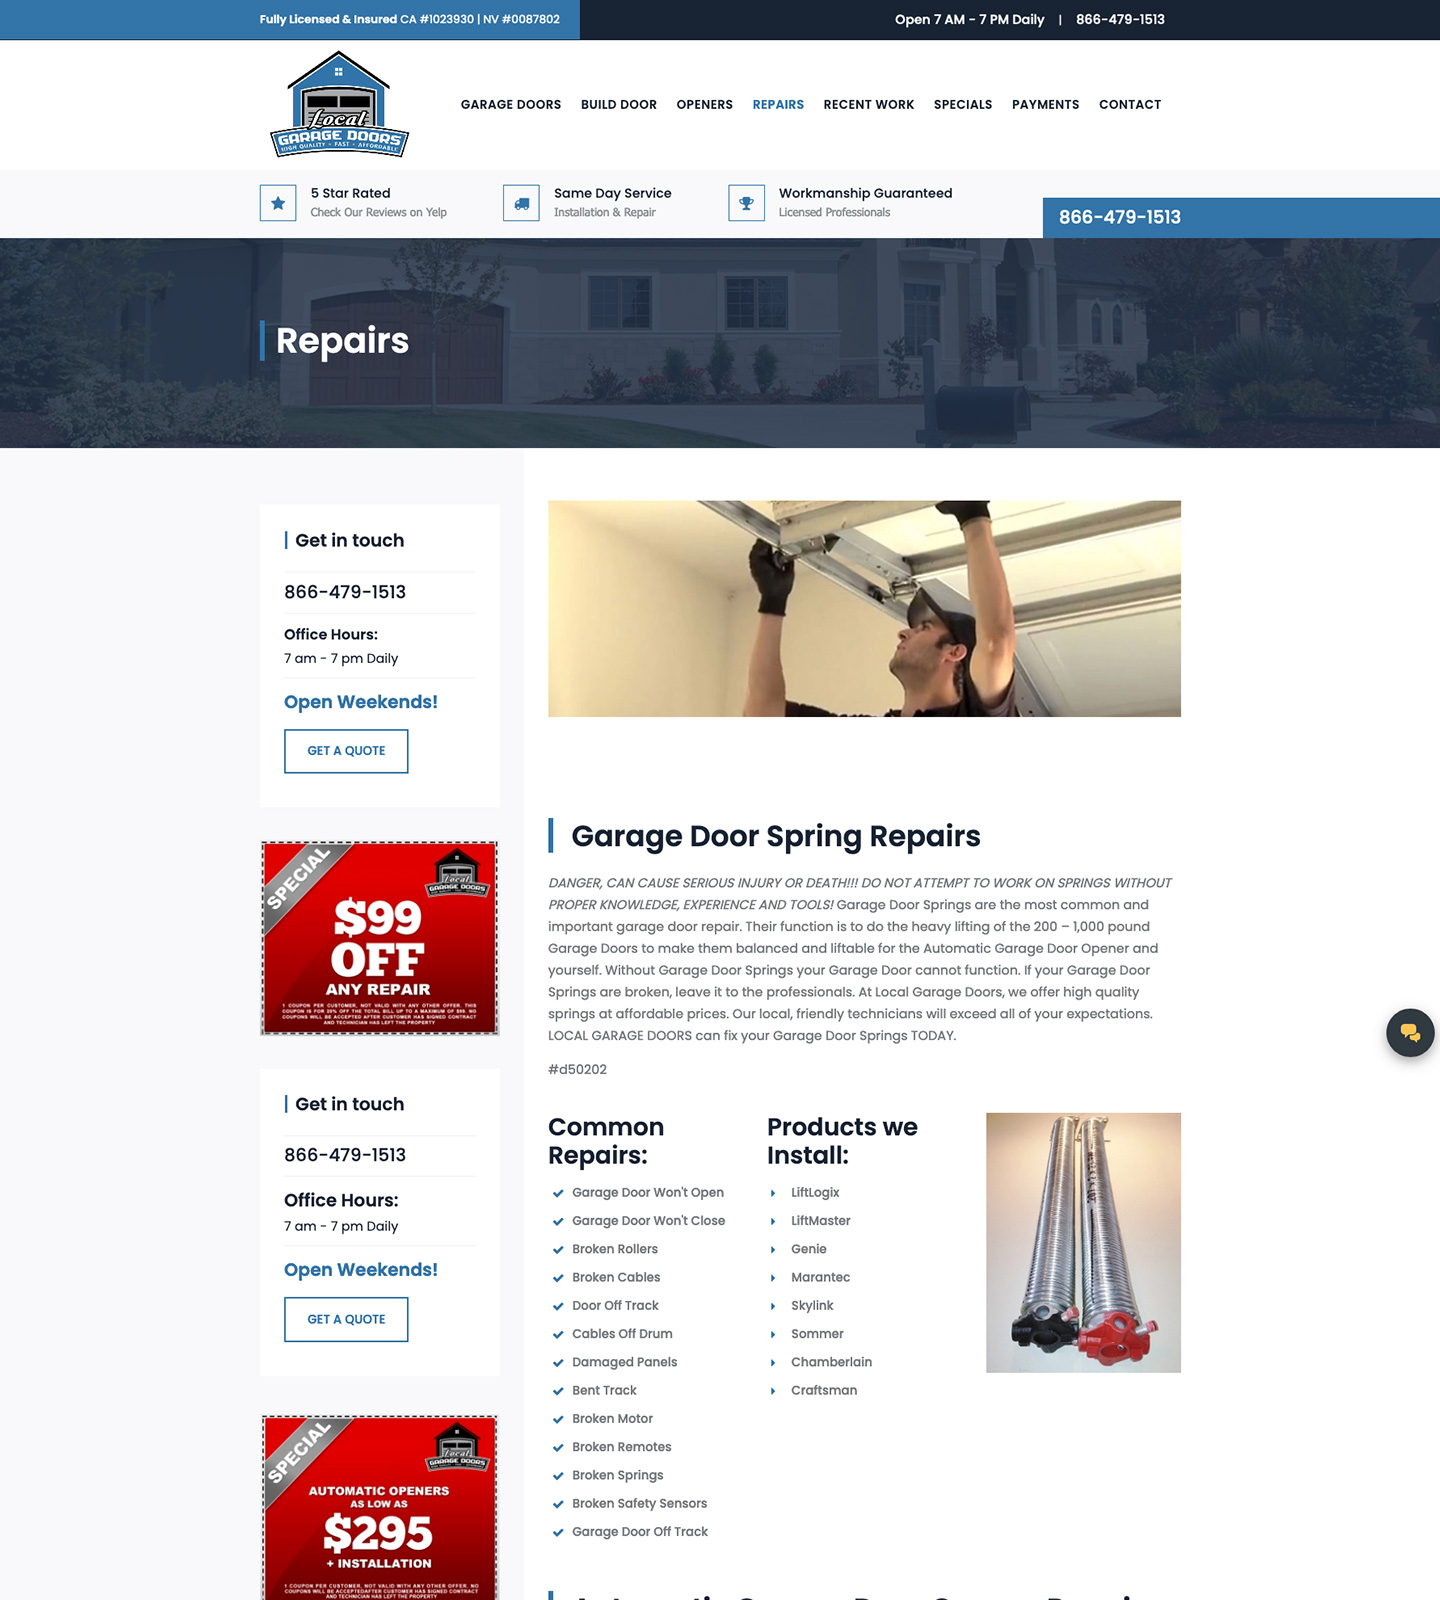 Fully Licensed & Insured CA #1023930 | NV #0087802
Open 7 AM - 7 PM Daily | 866-479-1513
Local
GARAGE DOORS
HIGH QUALITY - FAST - AFFORDABLE
GARAGE DOORS BUILD DOOR OPENERS REPAIRS RECENT WORK SPECIALS PAYMENTS CONTACT
5 Star Rated
Check Our Reviews on Yelp
Same Day Service
Installation & Repair
Workmanship Guaranteed
Licensed Professionals
866-479-1513
Repairs
Get in touch
866-479-1513
Office Hours:
7 am - 7 pm Daily
Open Weekends!
GET A QUOTE
SPECIAL
Local
GARAGE DOORS
$99
OFF
ANY REPAIR
1 COUPON PER CUSTOMER, NOT VALID WITH ANY OTHER OFFER. THIS
COUPON IS FOR 20% OFF THE TOTAL BILL UP TO A MAXIMUM OF $99. NO
COUPONS WILL BE ACCEPTED AFTER CUSTOMER HAS SIGNED CONTRACT
AND TECHNICIAN HAS LEFT THE PROPERTY
Get in touch
866-479-1513
Office Hours:
7 am - 7 pm Daily
Open Weekends!
GET A QUOTE
SPECIAL
Local
GARAGE DOORS
AUTOMATIC OPENERS
AS LOW AS
$295
+ INSTALLATION
1 COUPON PER CUSTOMER, NOT VALID WITH ANY OTHER OFFER. NO
COUPONS WILL BE ACCEPTEDAFTER CUSTOMER HAS SIGNED CONTRACT
AND TECHNICIAN HAS LEFT THE PROPERTY
Garage Door Spring Repairs
DANGER, CAN CAUSE SERIOUS INJURY OR DEATH!!! DO NOT ATTEMPT TO WORK ON SPRINGS WITHOUT
PROPER KNOWLEDGE, EXPERIENCE AND TOOLS! Garage Door Springs are the most common and
important garage door repair. Their function is to do the heavy lifting of the 200 – 1,000 pound
Garage Doors to make them balanced and liftable for the Automatic Garage Door Opener and
yourself. Without Garage Door Springs your Garage Door cannot function. If your Garage Door
Springs are broken, leave it to the professionals. At Local Garage Doors, we offer high quality
springs at affordable prices. Our local, friendly technicians will exceed all of your expectations.
LOCAL GARAGE DOORS can fix your Garage Door Springs TODAY.
#d50202
Common
Repairs:
Garage Door Won't Open
Garage Door Won't Close
Broken Rollers
Broken Cables
Door Off Track
Cables Off Drum
Damaged Panels
Bent Track
Broken Motor
Broken Remotes
Broken Springs
Broken Safety Sensors
Garage Door Off Track
Products we
Install:
LiftLogix
LiftMaster
Genie
Marantec
Skylink
Sommer
Chamberlain
Craftsman